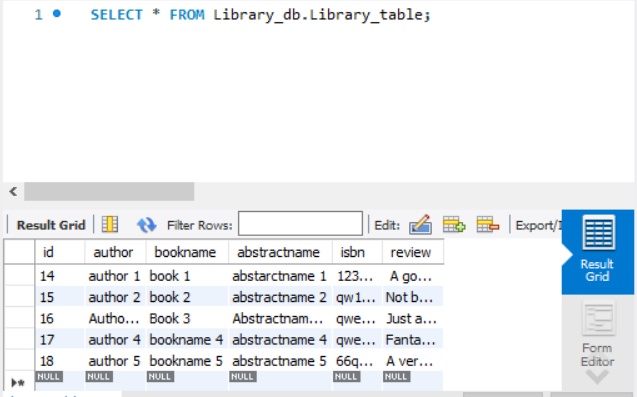 1 SELECT * FROM Library_db.Library_table;
Result Grid Filter Rows: Edit: Export/I
id author bookname abstractname isbn review
14 author 1 book 1 abstarctname 1 123... A go...
15 author 2 book 2 abstractname 2 qw1... Not b...
16 Autho... Book 3 Abstractnam... qwe... Just a...
17 author 4 bookname 4 abstractname 4 qwe... Fanta...
18 author 5 bookname 5 abstractname 5 66q... A ver...
NULL NULL NULL NULL NULL NULL
Result
Grid
Form
Editor